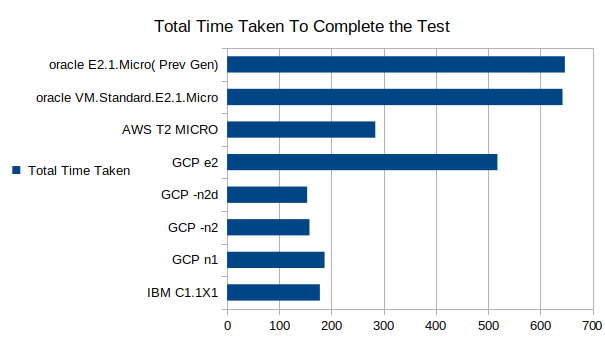 Total Time Taken To Complete the Test
oracle E2.1.Micro( Prev Gen)
oracle VM.Standard.E2.1.Micro
AWS T2 MICRO
GCP e2
Total Time Taken
GCP -n2d
GCP -n2
GCP n1
IBM C1.1X1
0 100 200 300 400 500 600 700